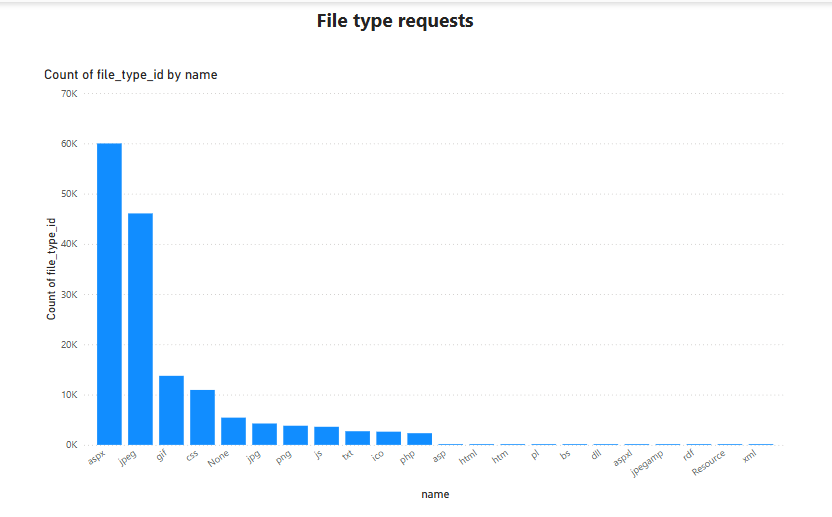 File type requests
Count of file_type_id by name
70K
60K
50K
40K
30K
20K
10K
0K
Count of file_type_id
aspx
jpeg
gif
css
None
jpg
png
js
txt
ico
php
asp
html
htm
pl
bs
dll
aspxl
jpegamp
rdf
Resource
xml
name